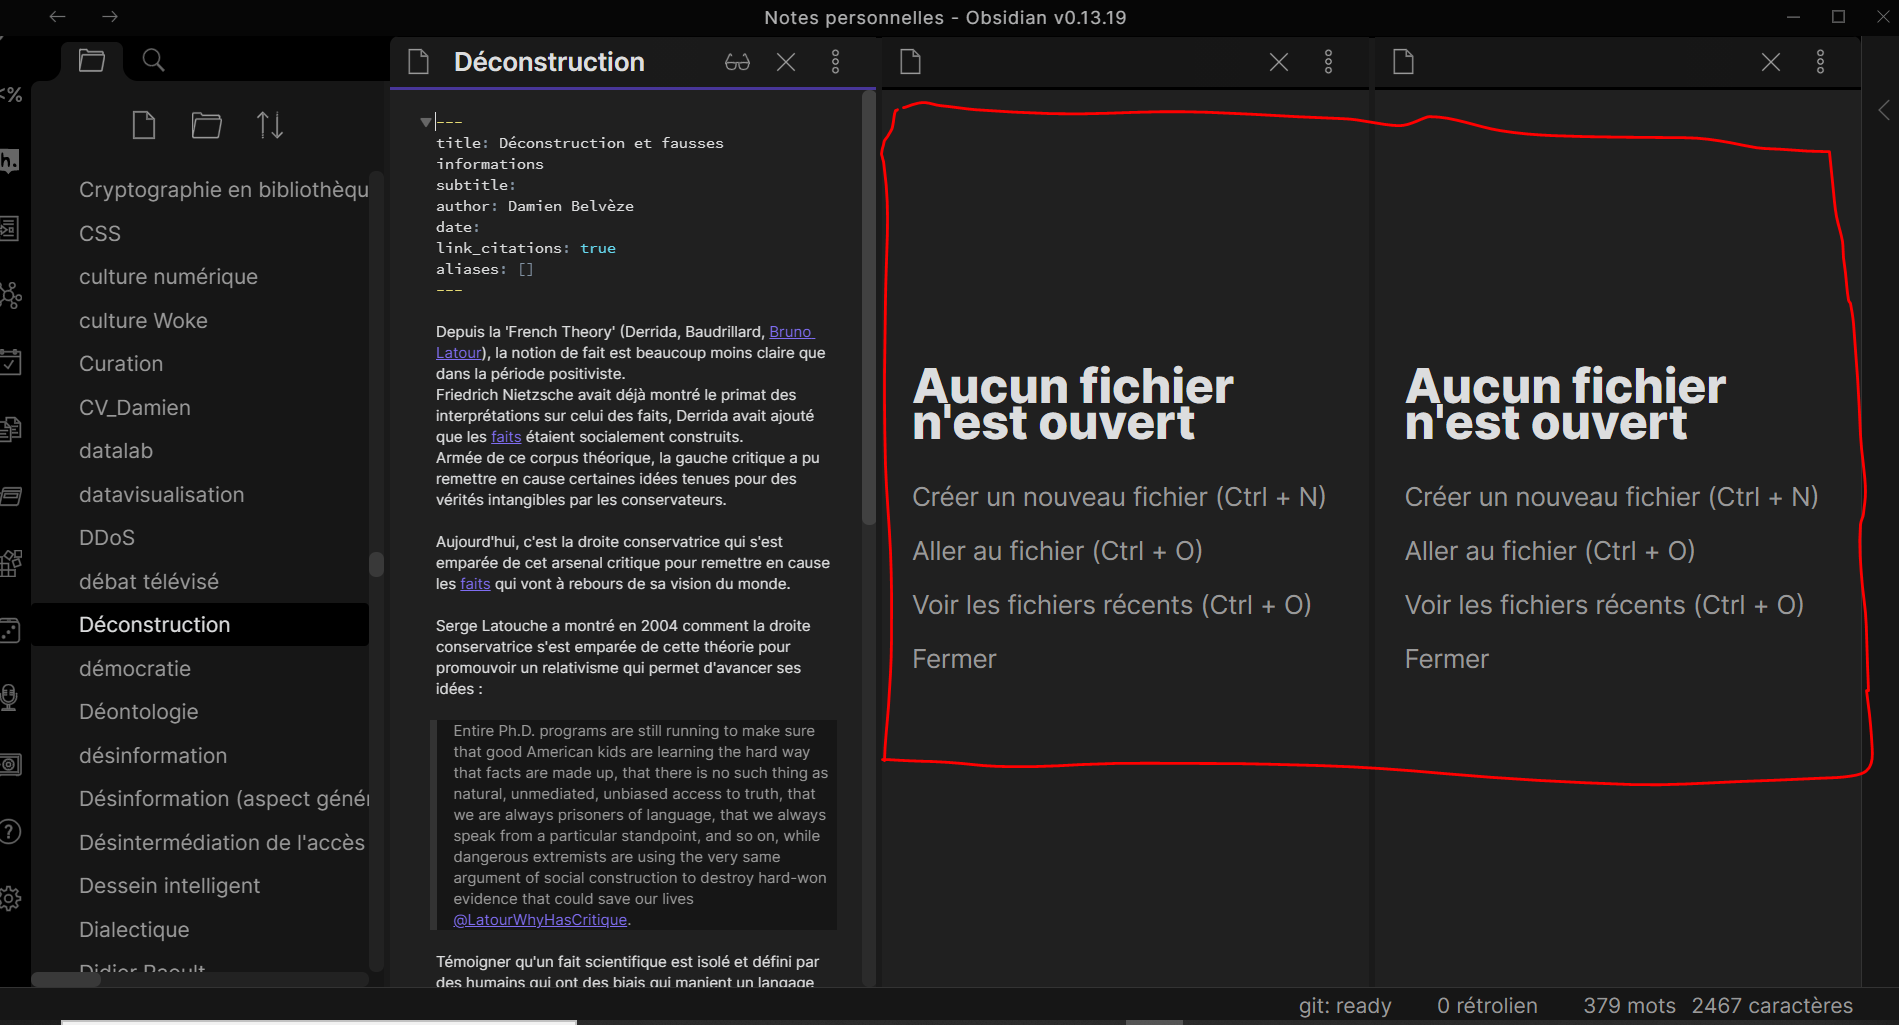 Notes personnelles - Obsidian v0.13.19
Déconstruction
<%
h.
Cryptographie en bibliothèqu
CSS
culture numérique
culture Woke
Curation
CV_Damien
datalab
datavisualisation
DDoS
débat télévisé
Déconstruction
démocratie
Déontologie
désinformation
Désinformation (aspect génér
Désintermédiation de l'accès
Dessein intelligent
Dialectique
Didier Raoult
---
title: Déconstruction et fausses
informations
subtitle:
author: Damien Belvèze
date:
link_citations: true
aliases: []
---
Depuis la 'French Theory' (Derrida, Baudrillard, Bruno
Latour), la notion de fait est beaucoup moins claire que
dans la période positiviste.
Friedrich Nietzsche avait déjà montré le primat des
interprétations sur celui des faits, Derrida avait ajouté
que les faits étaient socialement construits.
Armée de ce corpus théorique, la gauche critique a pu
remettre en cause certaines idées tenues pour des
vérités intangibles par les conservateurs.
Aujourd'hui, c'est la droite conservatrice qui s'est
emparée de cet arsenal critique pour remettre en cause
les faits qui vont à rebours de sa vision du monde.
Serge Latouche a montré en 2004 comment la droite
conservatrice s'est emparée de cette théorie pour
promouvoir un relativisme qui permet d'avancer ses
idées :
Entire Ph.D. programs are still running to make sure
that good American kids are learning the hard way
that facts are made up, that there is no such thing as
natural, unmediated, unbiased access to truth, that
we are always prisoners of language, that we always
speak from a particular standpoint, and so on, while
dangerous extremists are using the very same
argument of social construction to destroy hard-won
evidence that could save our lives
@LatourWhyHasCritique.
Témoigner qu'un fait scientifique est isolé et défini par
des humains qui ont des biais qui manient un langage
Aucun fichier
n'est ouvert
Créer un nouveau fichier (Ctrl + N)
Aller au fichier (Ctrl + O)
Voir les fichiers récents (Ctrl + O)
Fermer
Aucun fichier
n'est ouvert
Créer un nouveau fichier (Ctrl + N)
Aller au fichier (Ctrl + O)
Voir les fichiers récents (Ctrl + O)
Fermer
git: ready 0 rétrolien 379 mots 2467 caractères